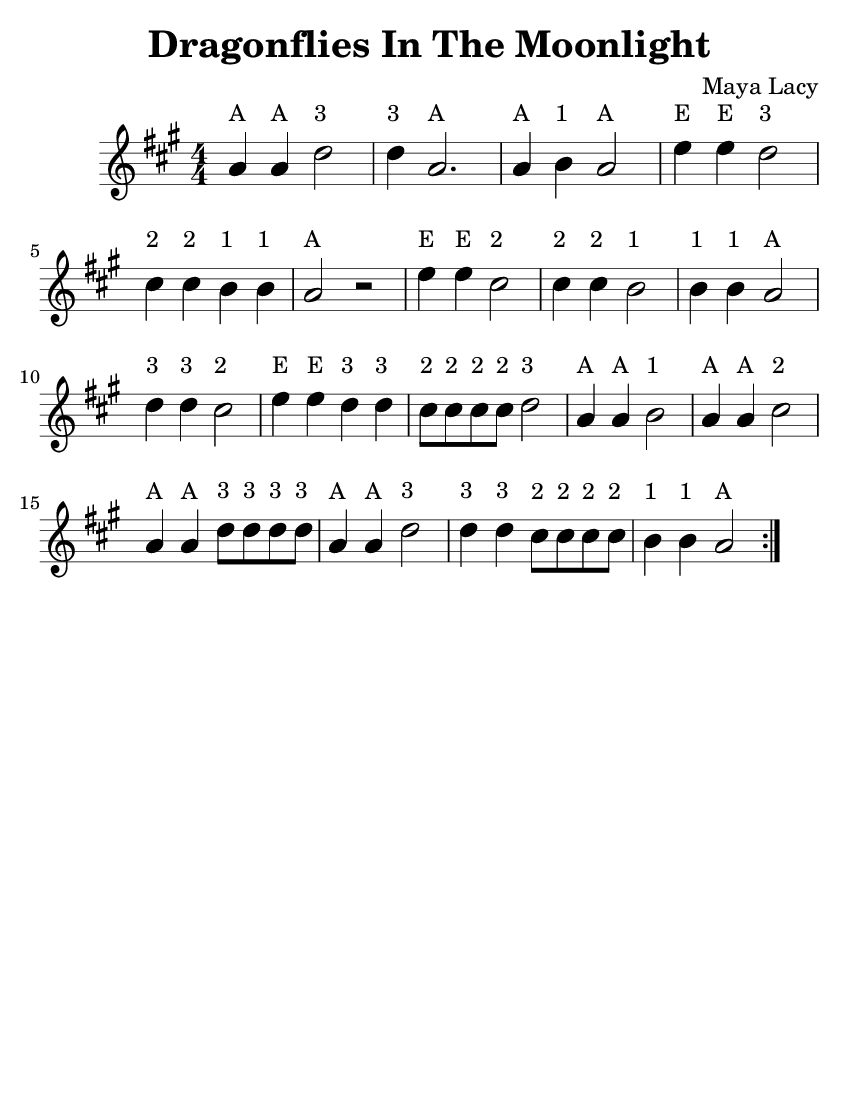 Dragonflies In The Moonlight
Maya Lacy
A A 3 3 A A 1 A E E 3
4
4
5 2 2 1 1 A E E 2 2 2 1 1 1 A
10 3 3 2 E E 3 3 2 2 2 2 3 A A 1 A A 2
15 A A 3 3 3 3 A A 3 3 3 2 2 2 2 1 1 A